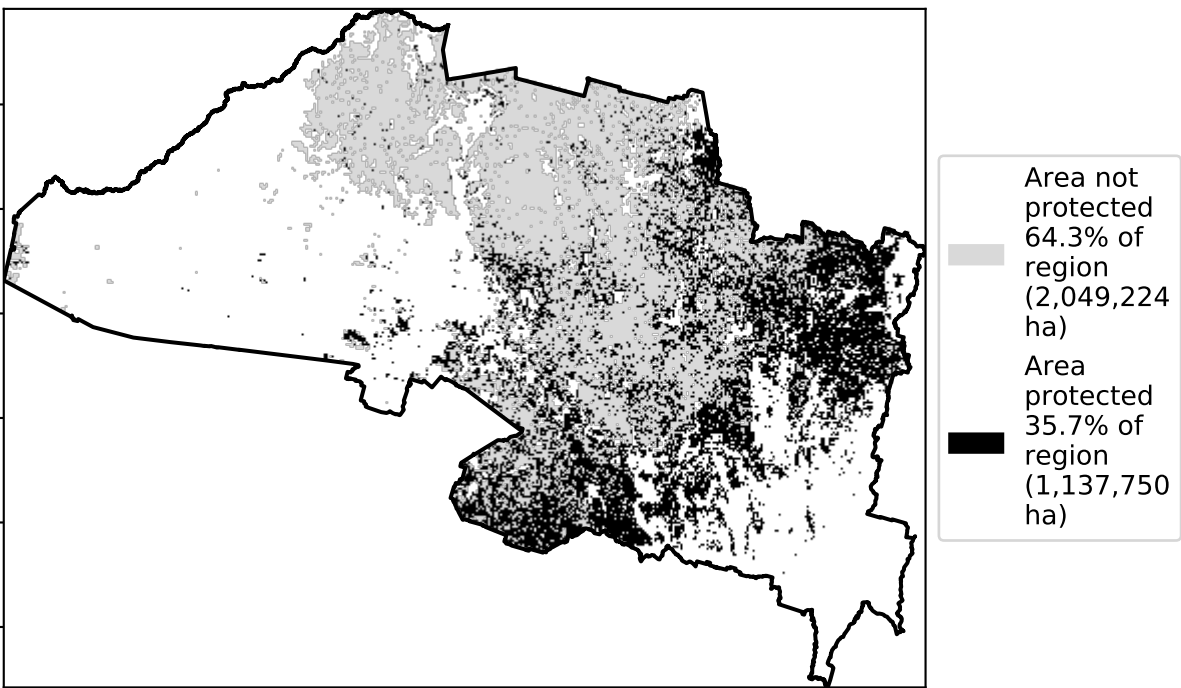 Area not
protected
64.3% of
region
(2,049,224
ha)
Area
protected
35.7% of
region
(1,137,750
ha)